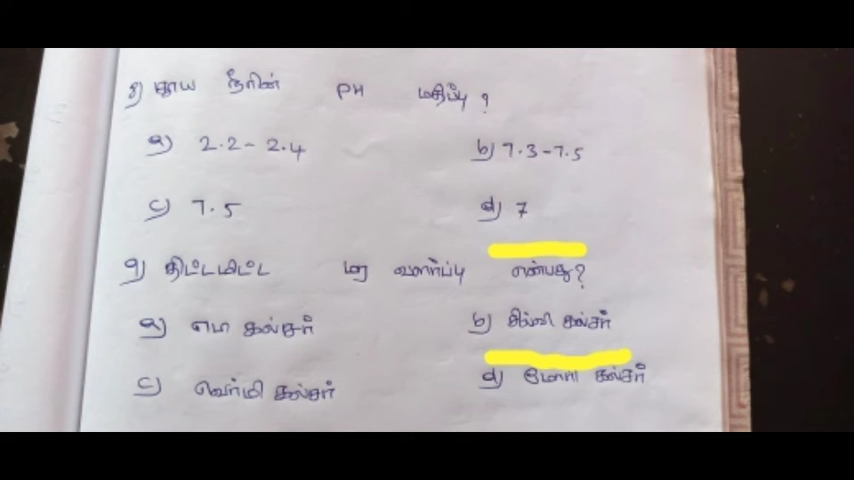 8) தூய நீரின் PH மதிப்பு ?
a) 2.2 - 2.4 b) 7.3 - 7.5
c) 7.5 d) 7
9) திட்டமிட்ட மர வளர்ப்பு என்பது?
a) எபி கல்சர் b) சில்வி கல்சர்
c) வெர்மி கல்சர் d) மோரி கல்சர்